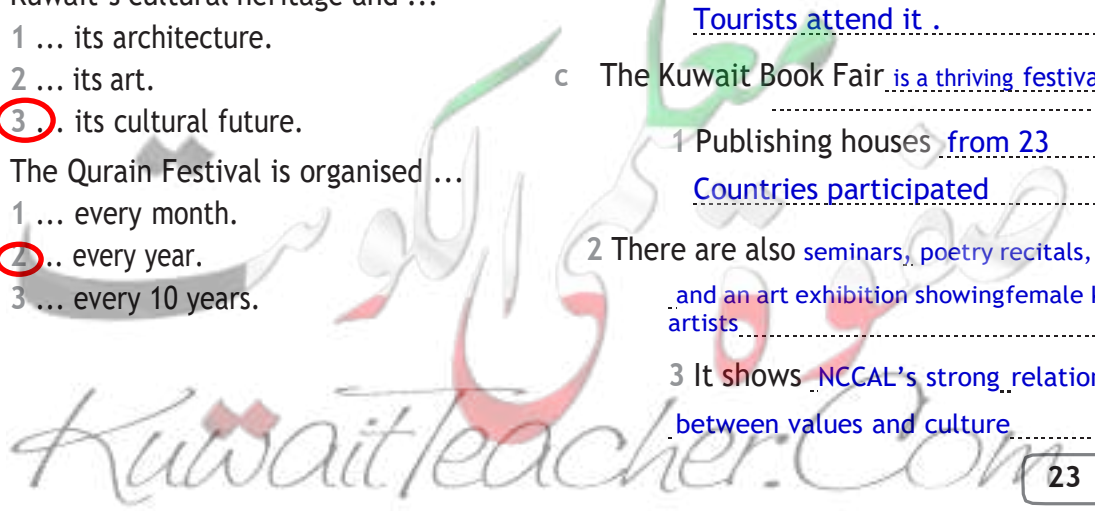 Kuwait's cultural heritage and ...
1 ... its architecture.
2 ... its art.
3 ... its cultural future.
The Qurain Festival is organised ...
1 ... every month.
2 ... every year.
3 ... every 10 years.
Tourists attend it .
c The Kuwait Book Fair is a thriving festiva
1 Publishing houses from 23
Countries participated
2 There are also seminars, poetry recitals,
and an art exhibition showingfemale
artists
3 It shows NCCAL's strong relation
between values and culture
KuwaitTeacher.Com
23